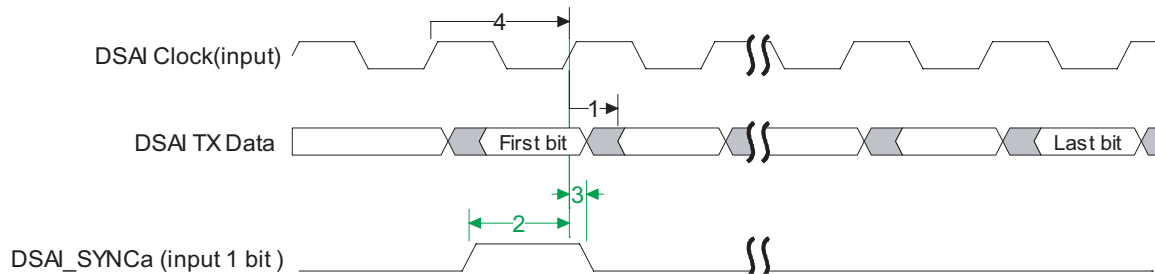 4
DSAI Clock(input)
1
DSAI TX Data
First bit
Last bit
3
2
DSAI_SYNCa (input 1 bit )